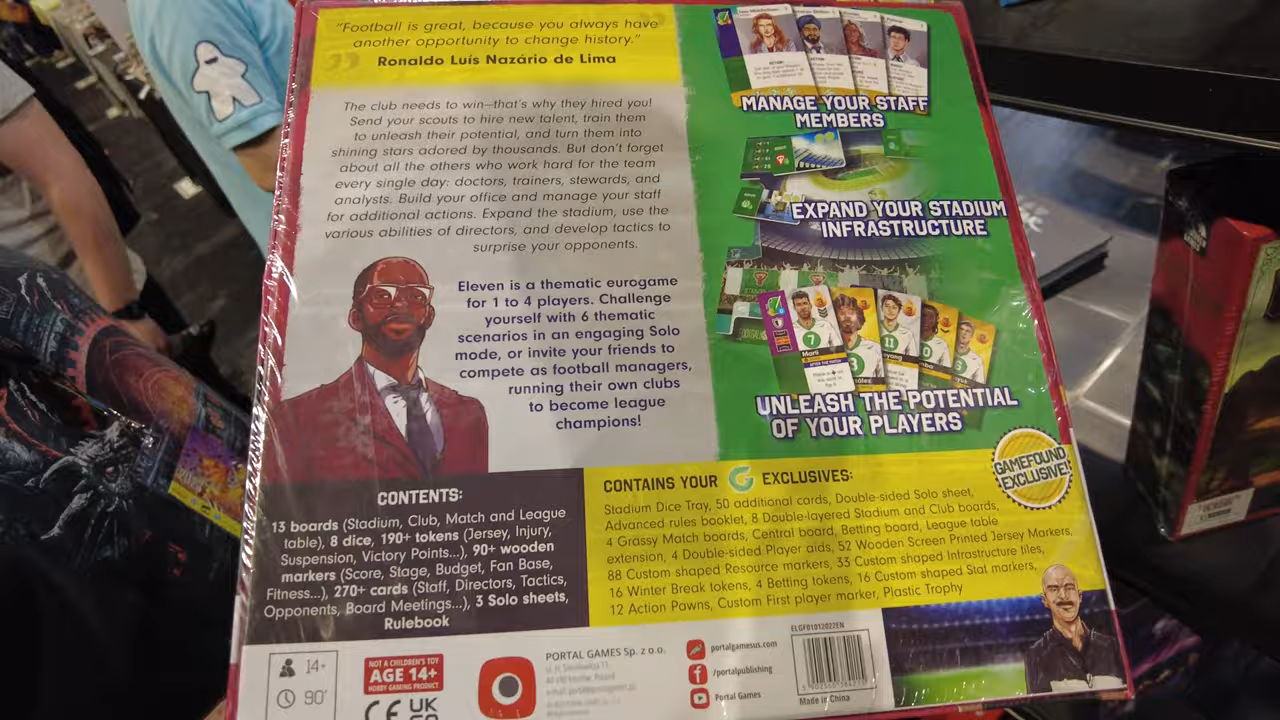 "Football is great, because you always have
another opportunity to change history."
Ronaldo Luís Nazário de Lima
The club needs to win—that's why they hired you!
Send your scouts to hire new talent, train them
to unleash their potential, and turn them into
shining stars adored by thousands. But don't forget
about all the others who work hard for the team
every single day: doctors, trainers, stewards, and
analysts. Build your office and manage your staff
for additional actions. Expand the stadium, use the
various abilities of directors, and develop tactics to
surprise your opponents.
Eleven is a thematic eurogame
for 1 to 4 players. Challenge
yourself with 6 thematic
scenarios in an engaging Solo
mode, or invite your friends to
compete as football managers,
running their own clubs
to become league
champions!
MANAGE YOUR STAFF
MEMBERS
EXPAND YOUR STADIUM
INFRASTRUCTURE
7
Marii
11
UNLEASH THE POTENTIAL
OF YOUR PLAYERS
CONTENTS:
13 boards (Stadium, Club, Match and League
table), 8 dice, 190+ tokens (Jersey, Injury,
Suspension, Victory Points...), 90+ wooden
markers (Score, Stage, Budget, Fan Base,
Fitness...), 270+ cards (Staff, Directors, Tactics,
Opponents, Board Meetings...), 3 Solo sheets,
Rulebook
CONTAINS YOUR G EXCLUSIVES:
GAMEFOUND
EXCLUSIVE!
Stadium Dice Tray, 50 additional cards, Double-sided Solo sheet,
Advanced rules booklet, 8 Double-layered Stadium and Club boards,
4 Grassy Match boards, Central board, Betting board, League table
extension, 4 Double-sided Player aids, 52 Wooden Screen Printed Jersey Markers,
88 Custom shaped Resource markers, 33 Custom shaped Infrastructure tiles,
16 Winter Break tokens, 4 Betting tokens, 16 Custom shaped Stat markers,
12 Action Pawns, Custom First player marker, Plastic Trophy
14+
90'
NOT A CHILDREN'S TOY
AGE 14+
HOBBY GAMING PRODUCT
CE UK
PORTAL GAMES Sp. z o.o.
portalgamesus.com
/portalpublishing
Portal Games
ELGF01012022EN
Made in China